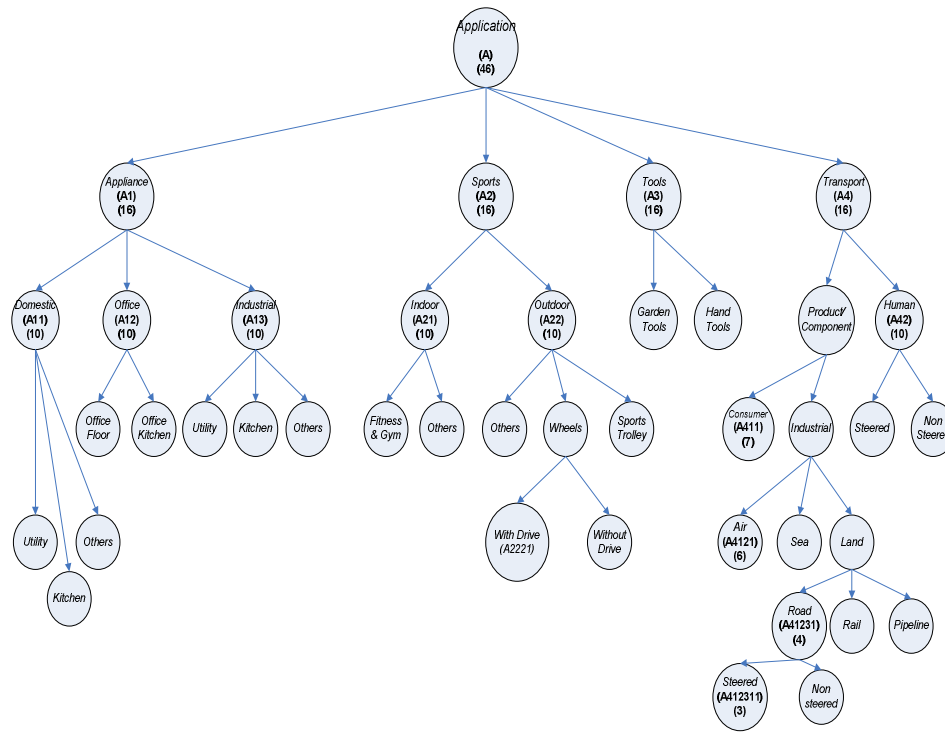 Application
(A)
(46)
Appliance
(A1)
(16)
Sports
(A2)
(16)
Tools
(A3)
(16)
Transport
(A4)
(16)
Domestic
(A11)
(10)
Office
(A12)
(10)
Industrial
(A13)
(10)
Indoor
(A21)
(10)
Outdoor
(A22)
(10)
Garden
Tools
Hand
Tools
Product/
Component
Human
(A42)
(10)
Office
Floor
Office
Kitchen
Utility
Kitchen
Others
Fitness
& Gym
Others
Others
Wheels
Sports
Trolley
Consumer
(A411)
(7)
Industrial
Steered
Non
Steered
Utility
Kitchen
Others
With Drive
(A2221)
Without
Drive
Air
(A4121)
(6)
Sea
Land
Road
(A41231)
(4)
Rail
Pipeline
Steered
(A412311)
(3)
Non
steered